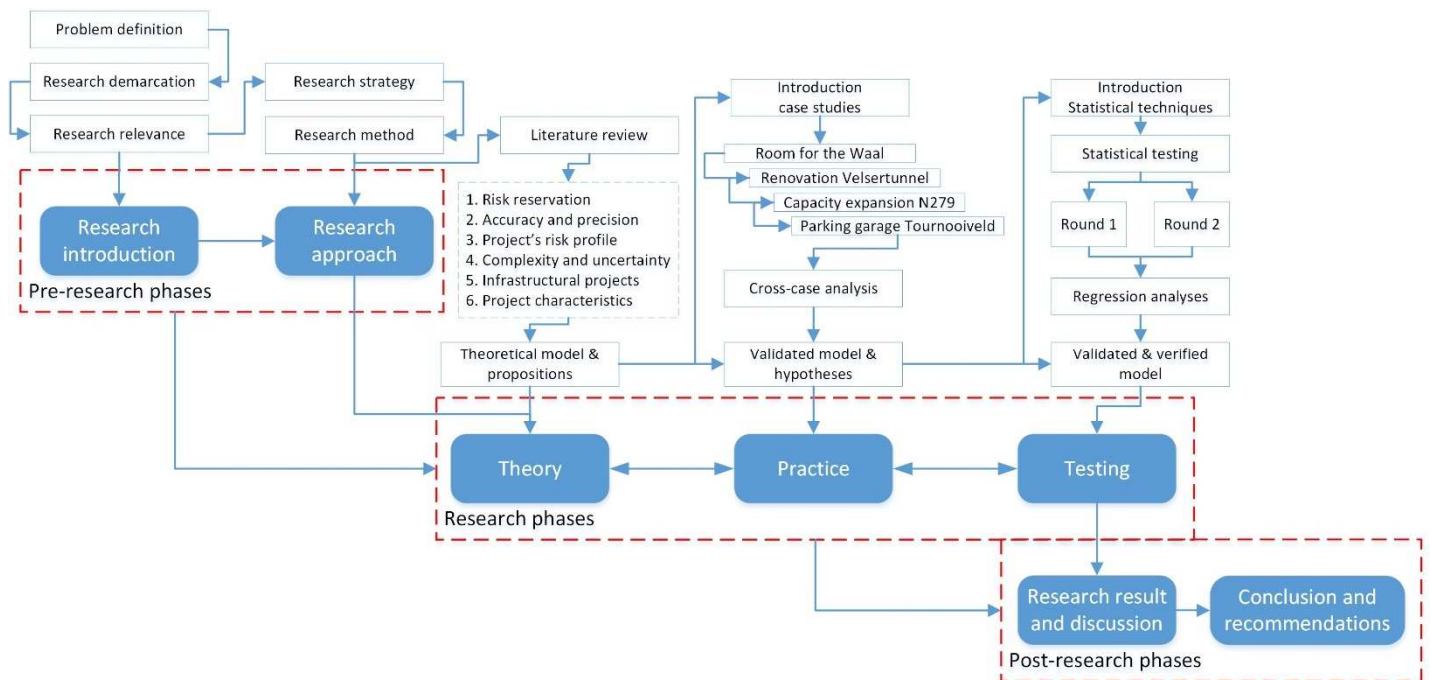 Problem definition
Research demarcation
Research relevance
Research strategy
Research method
Literature review
1. Risk reservation
2. Accuracy and precision
3. Project's risk profile
4. Complexity and uncertainty
5. Infrastructural projects
6. Project characteristics
Theoretical model &
propositions
Introduction
case studies
Room for the Waal
Renovation Velsertunnel
Capacity expansion N279
Parking garage Tournooiveld
Cross-case analysis
Validated model &
hypotheses
Introduction
Statistical techniques
Statistical testing
Round 1
Round 2
Regression analyses
Validated & verified
model
Research
introduction
Research
approach
Pre-research phases
Theory
Practice
Testing
Research phases
Research result
and discussion
Conclusion and
recommendations
Post-research phases